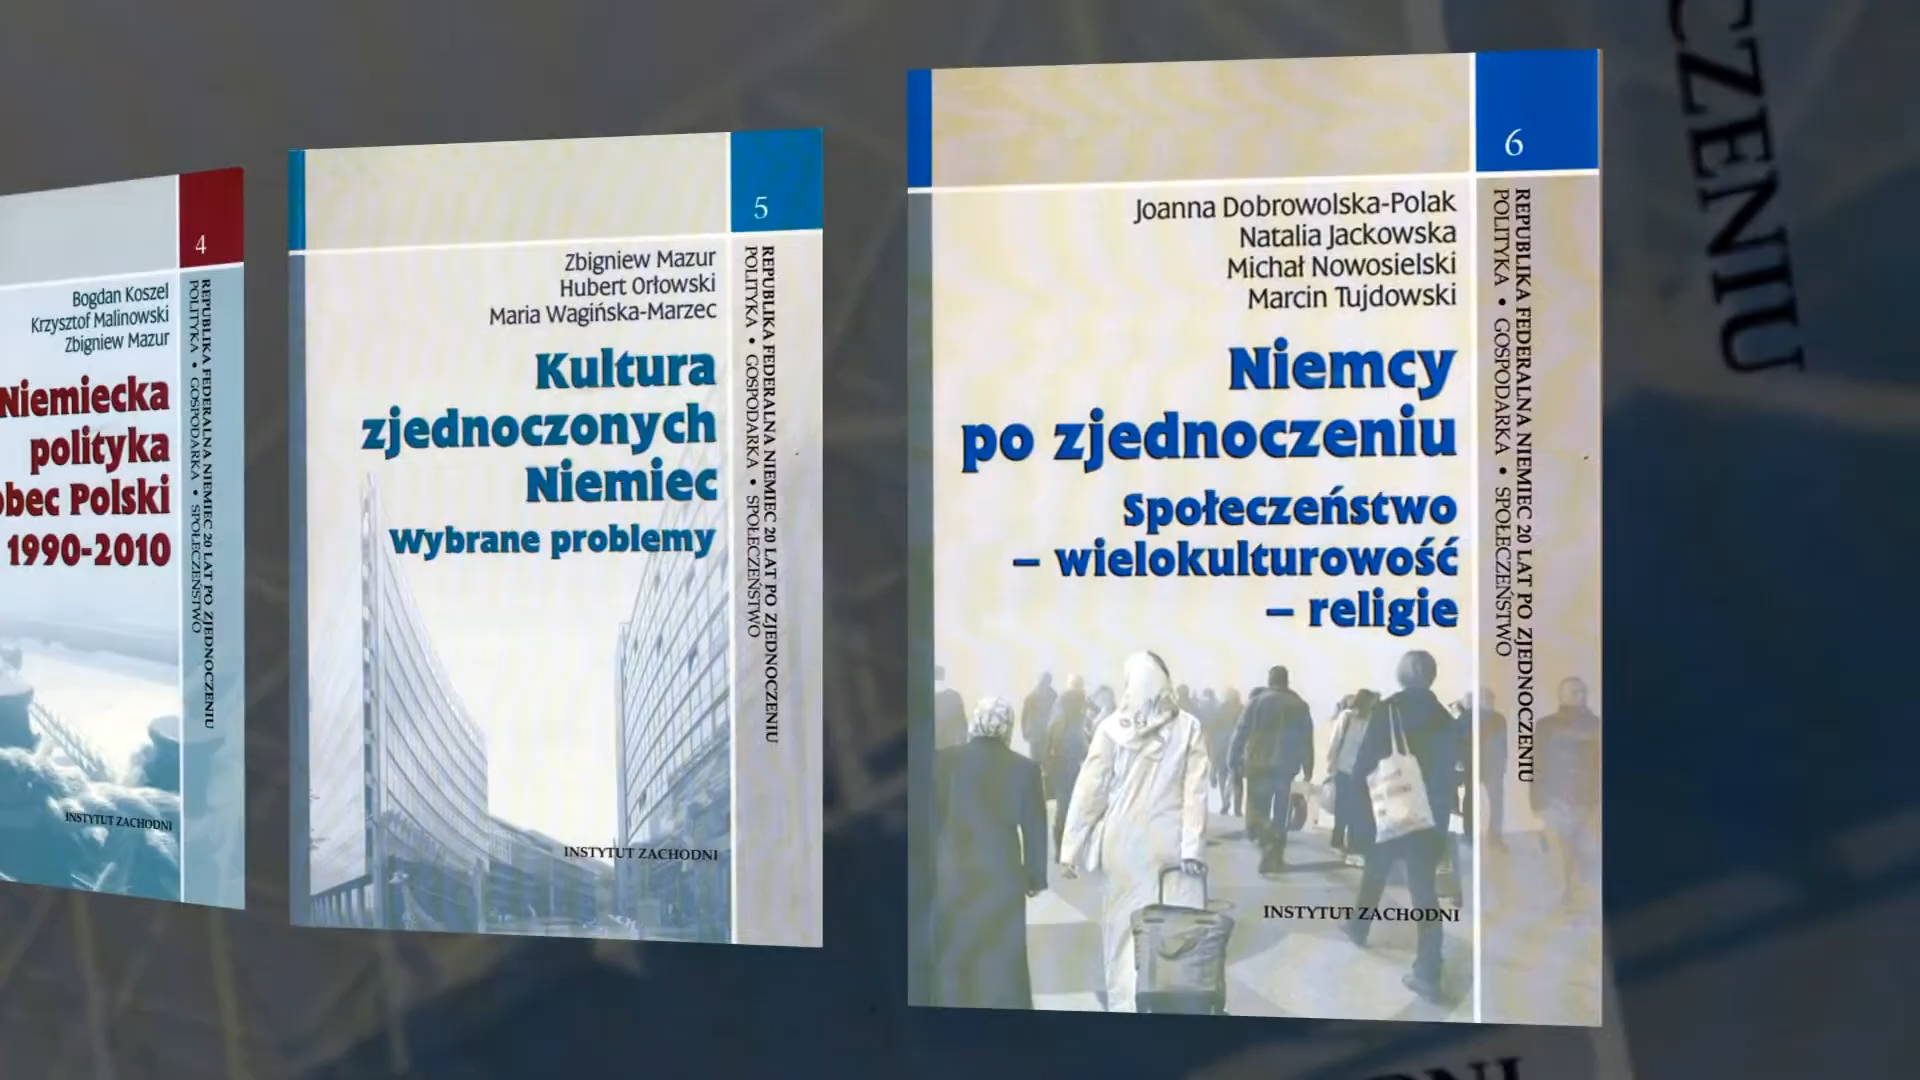 4
Bogdan Koszel
Krzysztof Malinowski
Zbigniew Mazur
Niemiecka
polityka
obec Polski
1990-2010
INSTYTUT ZACHODNI
REPUBLIKA FEDERALNA NIEMIEC 20 LAT PO ZJEDNOCZENIU
POLITYKA • GOSPODARKA • SPOŁECZEŃSTWO
5
Zbigniew Mazur
Hubert Orłowski
Maria Wagińska-Marzec
Kultura
zjednoczonych
Niemiec
Wybrane problemy
INSTYTUT ZACHODNI
REPUBLIKA FEDERALNA NIEMIEC 20 LAT PO ZJEDNOCZENIU
POLITYKA • GOSPODARKA • SPOŁECZEŃSTWO
6
Joanna Dobrowolska-Polak
Natalia Jackowska
Michał Nowosielski
Marcin Tujdowski
Niemcy
po zjednoczeniu
Społeczeństwo
– wielokulturowość
– religie
INSTYTUT ZACHODNI
REPUBLIKA FEDERALNA NIEMIEC 20 LAT PO ZJEDNOCZENIU
POLITYKA • GOSPODARKA • SPOŁECZEŃSTWO
CZENIU